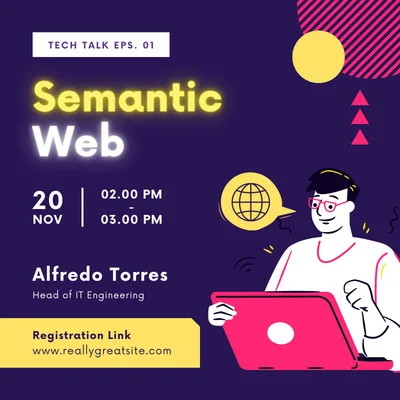 TECH TALK EPS. 01
Semantic
Web
20
NOV
02.00 PM
-
03.00 PM
Alfredo Torres
Head of IT Engineering
Registration Link
www.reallygreatsite.com